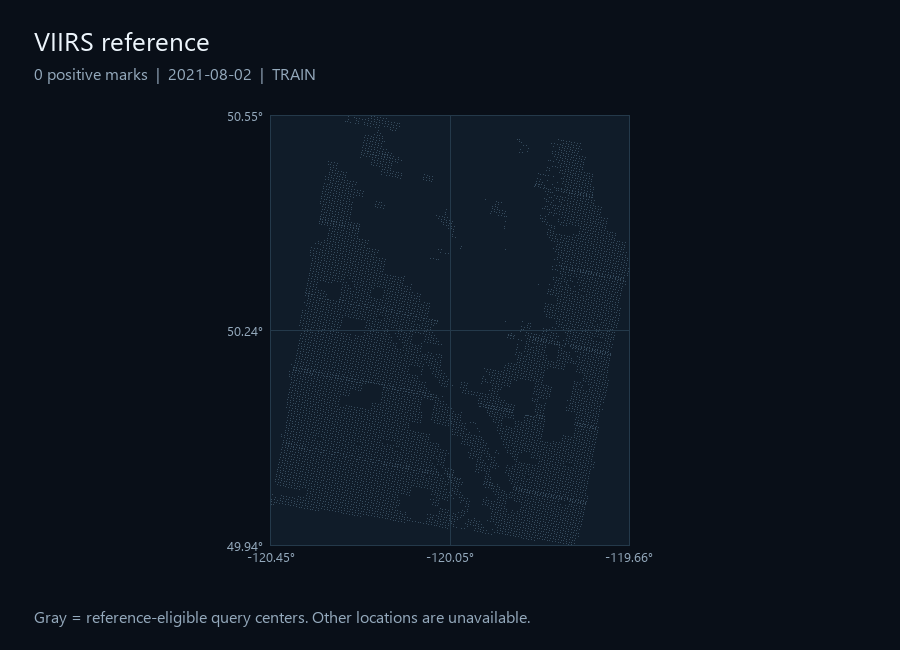 VIIRS reference
0 positive marks | 2021-08-02 | TRAIN
50.55°
50.24°
49.94°
-120.45° -120.05° -119.66°
Gray = reference-eligible query centers. Other locations are unavailable.